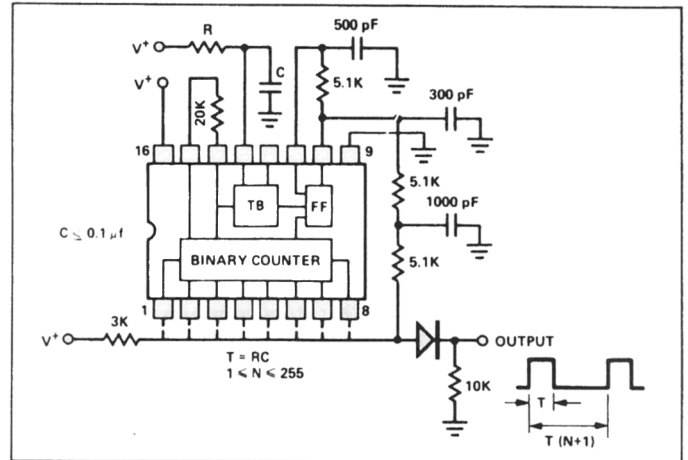 R
500 pF
V+
C
5.1K
V+
300 pF
20K
16
9
5.1K
TB
FF
1000 pF
C ≤ 0.1 µf
BINARY COUNTER
5.1K
1
8
3K
V+
OUTPUT
T = RC
1 ≤ N ≤ 255
10K
T
T (N+1)